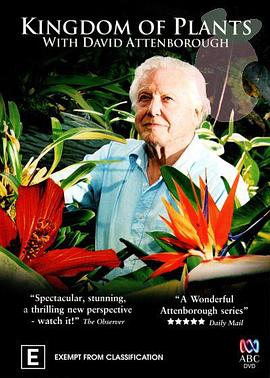 KINGDOM OF PLANTS
WITH DAVID ATTENBOROUGH
“Spectacular, stunning,
a thrilling new perspective
- watch it!” The Observer
“A Wonderful
Attenborough series”
★★★★★ Daily Mail
E
EXEMPT FROM CLASSIFICATION
ABC
DVD